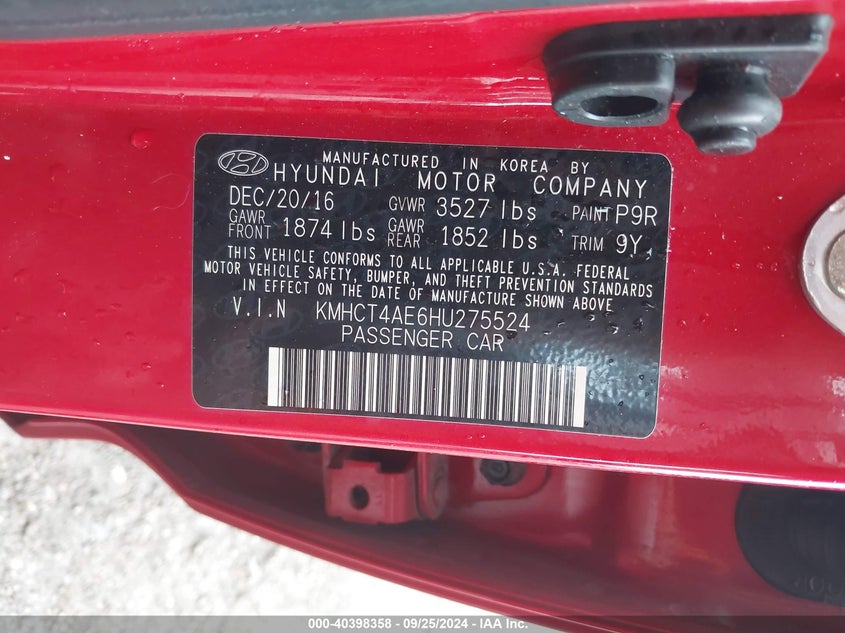 MANUFACTURED IN KOREA BY
HYUNDAI MOTOR COMPANY
DEC/20/16 GVWR 3527 lbs PAINT P9R
GAWR FRONT 1874 lbs GAWR REAR 1852 lbs TRIM 9Y
THIS VEHICLE CONFORMS TO ALL APPLICABLE U.S.A. FEDERAL
MOTOR VEHICLE SAFETY, BUMPER, AND THEFT PREVENTION STANDARDS
IN EFFECT ON THE DATE OF MANUFACTURE SHOWN ABOVE
V.I.N KMHCT4AE6HU275524
PASSENGER CAR
000-40398358 - 09/25/2024 - IAA Inc.